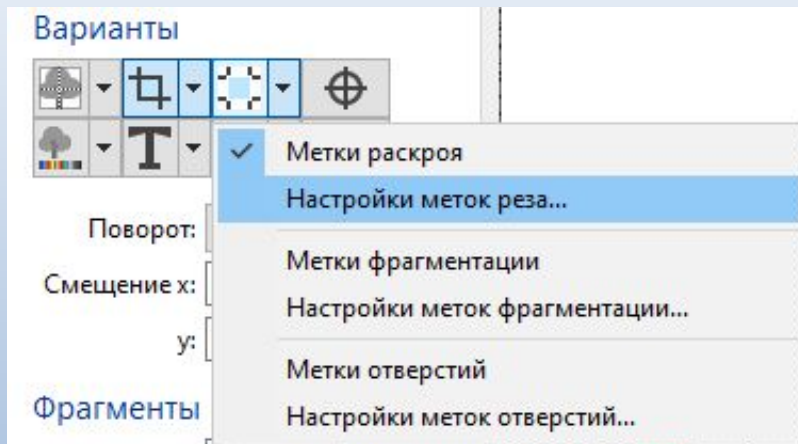 Варианты
Метки раскроя
Настройки меток реза...
Поворот:
Метки фрагментации
Смещение x:
Настройки меток фрагментации...
y:
Метки отверстий
Фрагменты
Настройки меток отверстий...